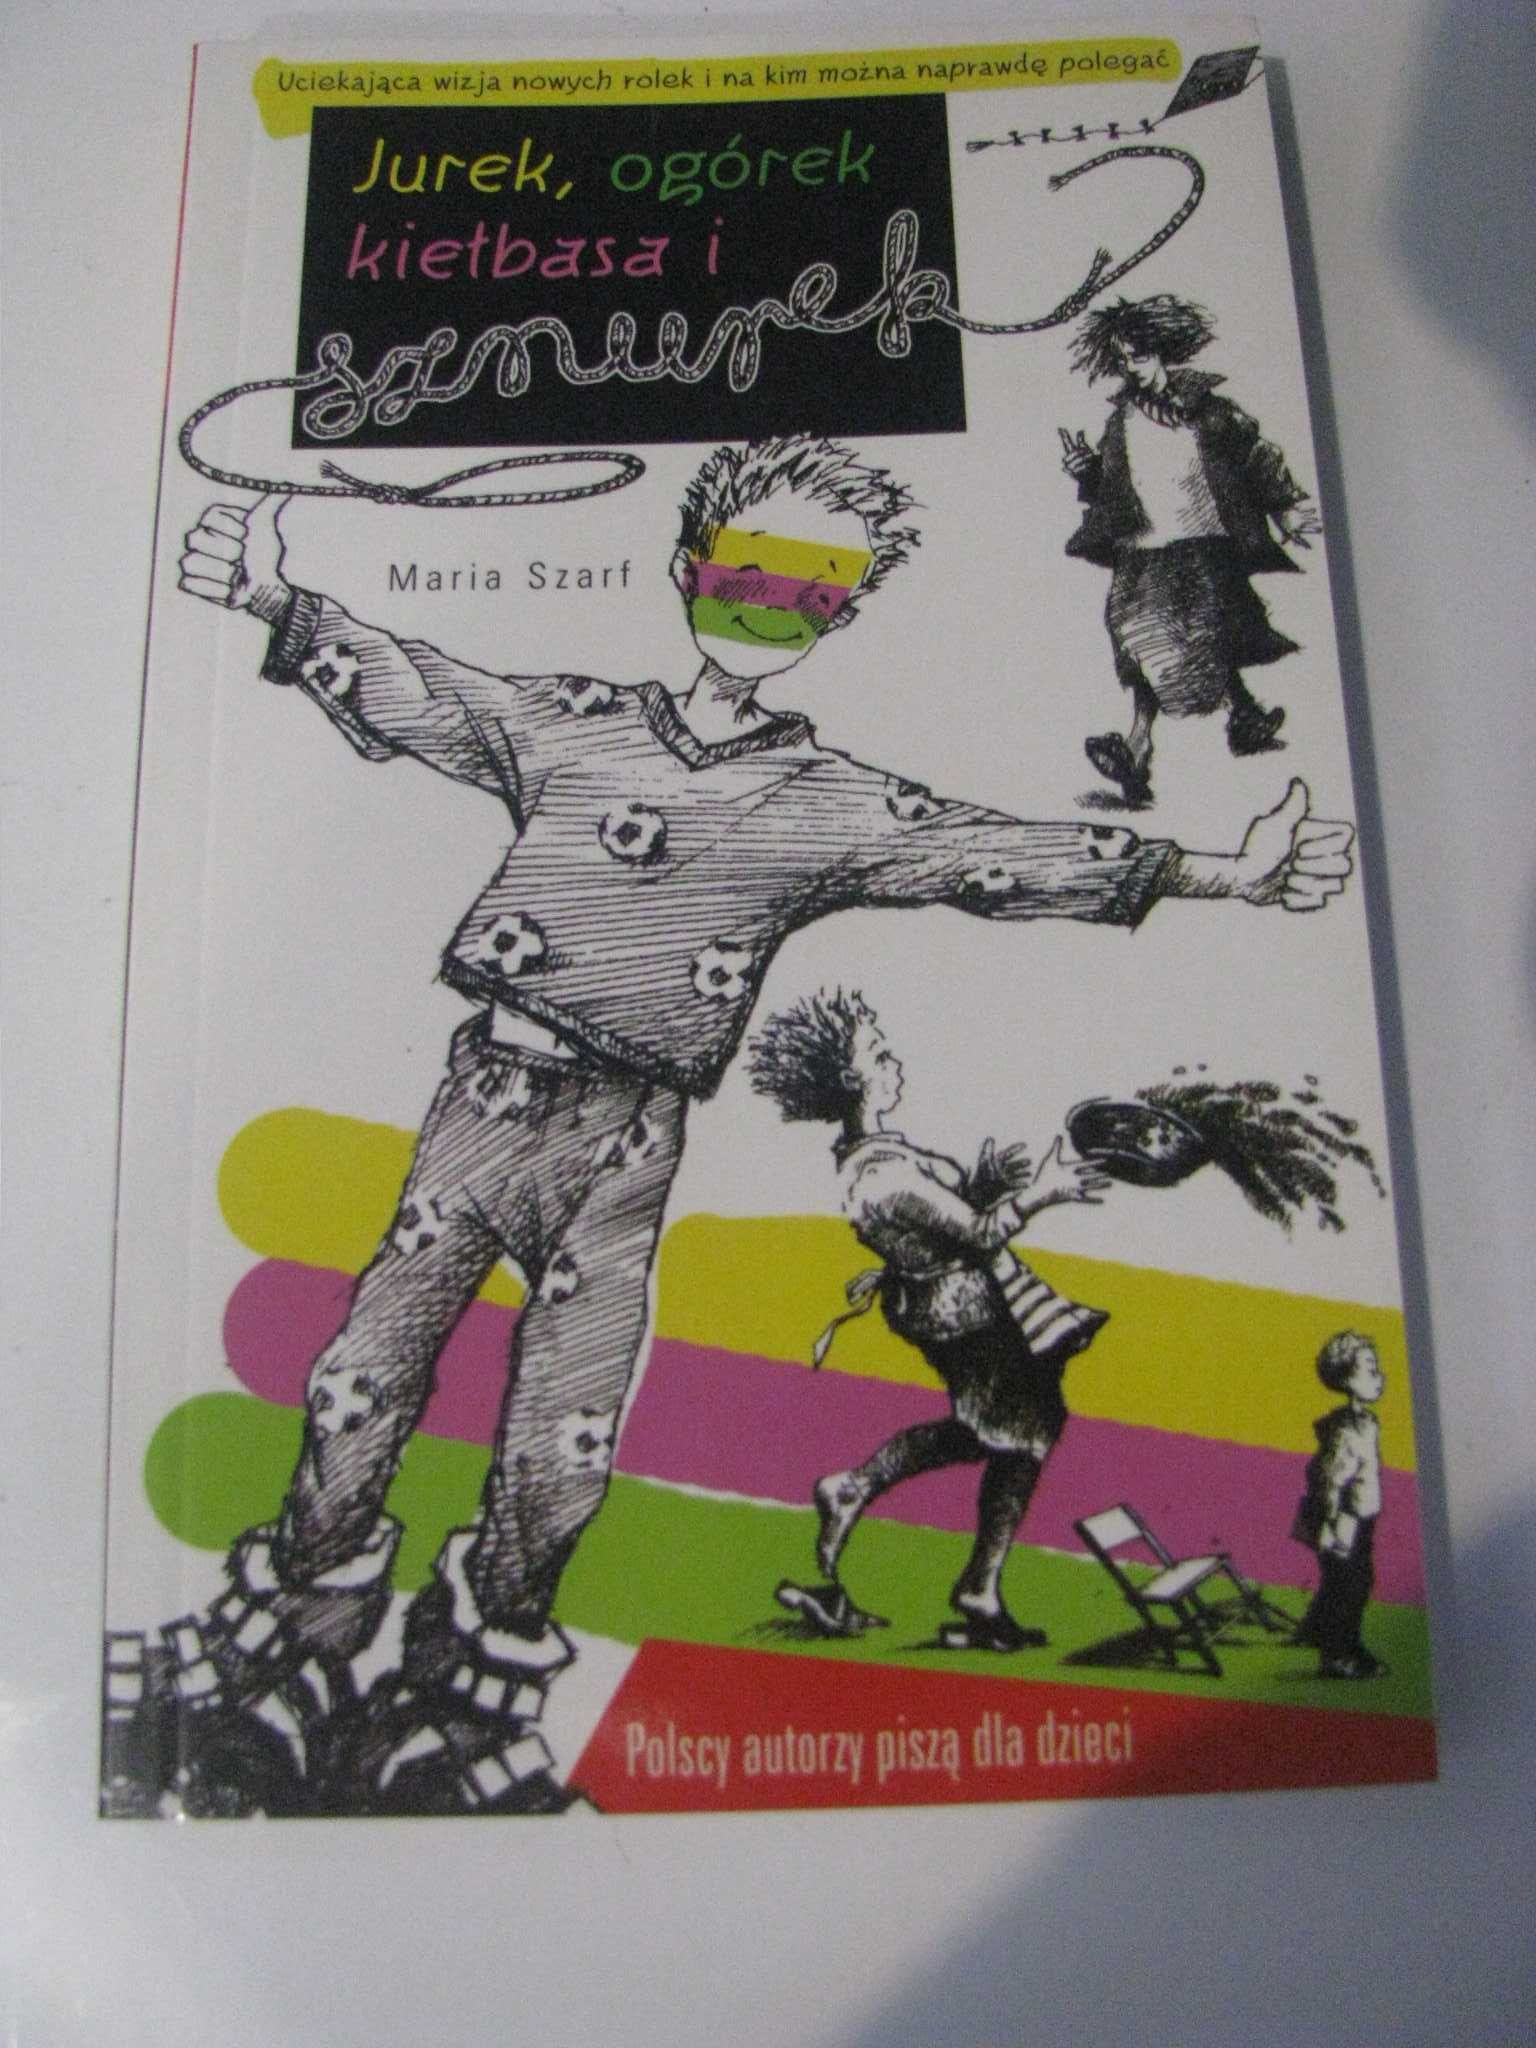 Uciekająca wizja nowych rolek i na kim można naprawdę polegać
Jurek, ogórek
kiełbasa i
sznurek
Maria Szarf
Polscy autorzy piszą dla dzieci